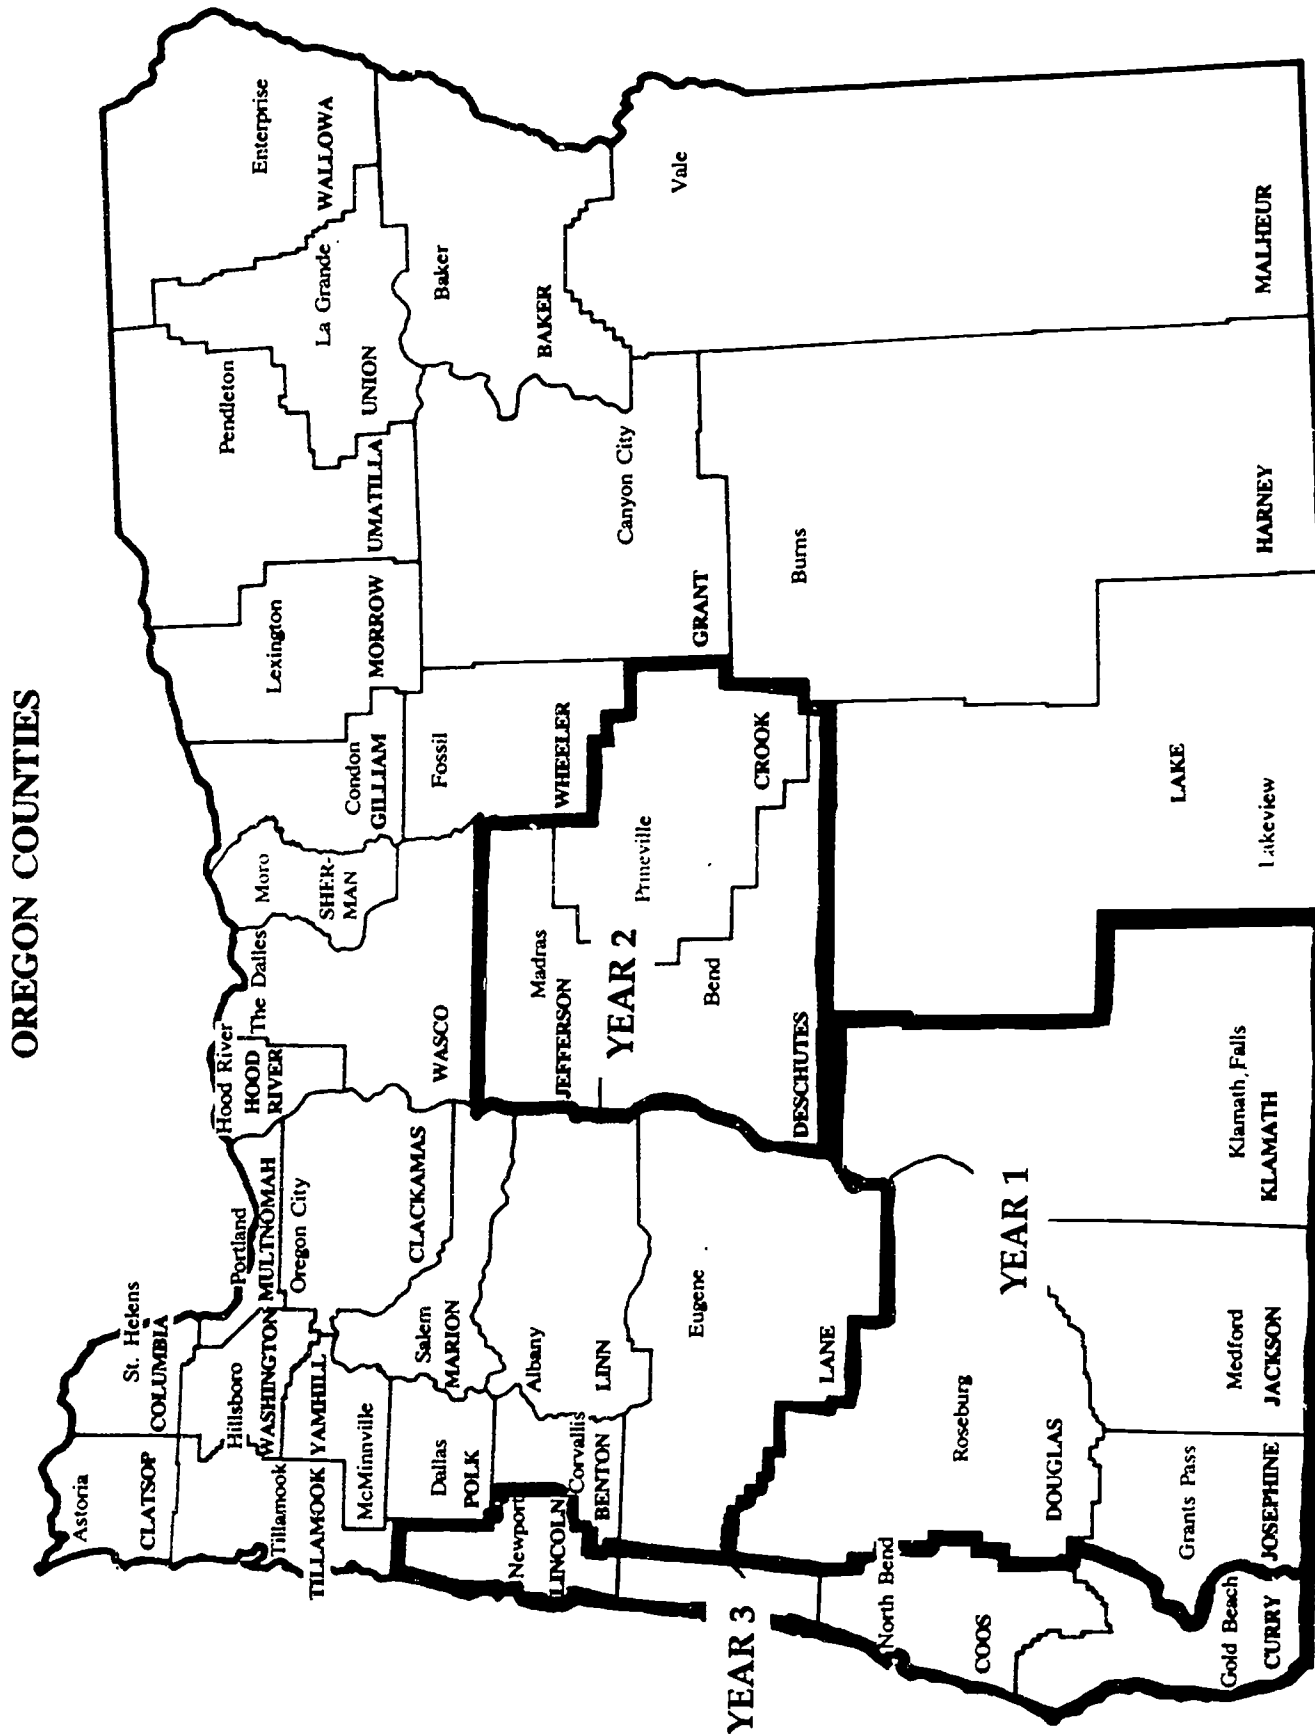 OREGON COUNTIES
Astoria
CLATSOP
St. Helens
COLUMBIA
Tillamook
TILLAMOOK
Hillsboro
WASHINGTON
Portland
MULTNOMAH
Oregon City
CLACKAMAS
Hood River
HOOD
RIVER
The Dalles
WASCO
Moro
SHER-
MAN
Condon
GILLIAM
Lexington
MORROW
Pendleton
UMATILLA
La Grande
UNION
Enterprise
WALLOWA
YAMHILL
McMinnville
Dallas
POLK
Salem
MARION
Newport
LINCOLN
Corvallis
BENTON
Albany
LINN
Madras
JEFFERSON
Fossil
WHEELER
Canyon City
GRANT
Baker
BAKER
YEAR 2
Prineville
CROOK
Bend
DESCHUTES
Eugene
LANE
YEAR 3
North Bend
COOS
Roseburg
DOUGLAS
YEAR 1
Burns
HARNEY
Vale
MALHEUR
LAKE
Lakeview
Klamath Falls
KLAMATH
Medford
JACKSON
Grants Pass
JOSEPHINE
Gold Beach
CURRY